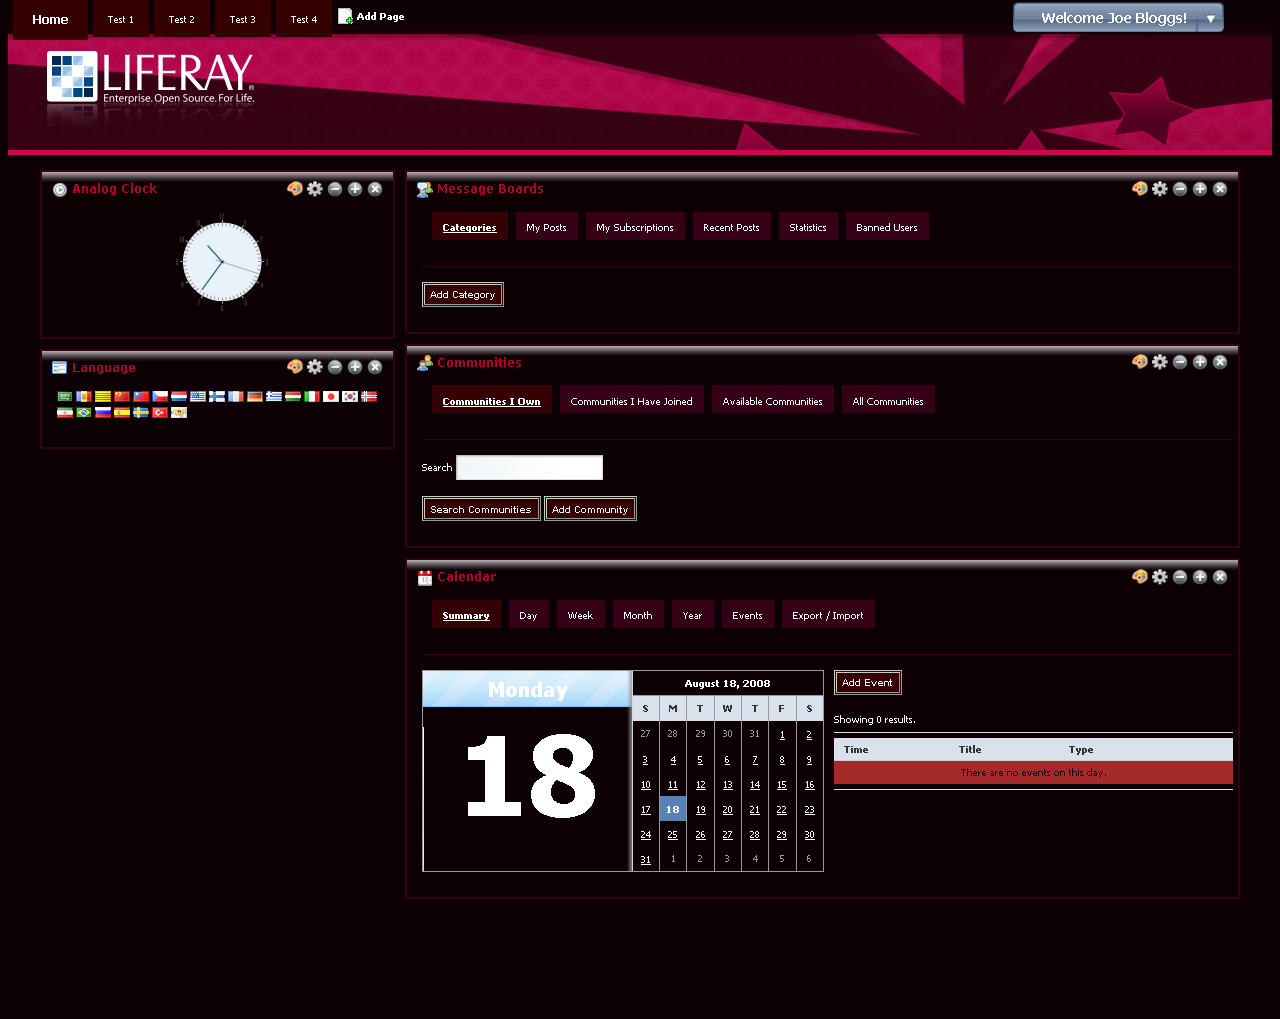 Home Test 1 Test 2 Test 3 Test 4 Add Page Welcome Joe Bloggs!
LIFERAY
Enterprise. Open Source. For Life.
Analog Clock
Language
Message Boards
Categories My Posts My Subscriptions Recent Posts Statistics Banned Users
Add Category
Communities
Communities I Own Communities I Have Joined Available Communities All Communities
Search
Search Communities Add Community
Calendar
Summary Day Week Month Year Events Export / Import
Monday
18
August 18, 2008
S M T W T F S
27 28 29 30 31 1 2
3 4 5 6 7 8 9
10 11 12 13 14 15 16
17 18 19 20 21 22 23
24 25 26 27 28 29 30
31 1 2 3 4 5 6
Add Event
Showing 0 results.
Time Title Type
There are no events on this day.